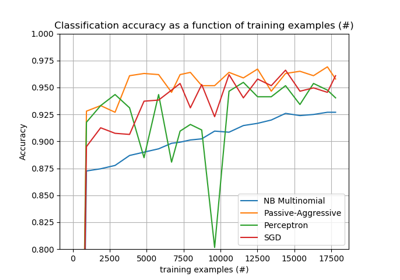 Classification accuracy as a function of training examples (#)
1.000
0.975
0.950
0.925
0.900
0.875
0.850
0.825
0.800
Accuracy
NB Multinomial
Passive-Aggressive
Perceptron
SGD
0 2500 5000 7500 10000 12500 15000 17500
training examples (#)